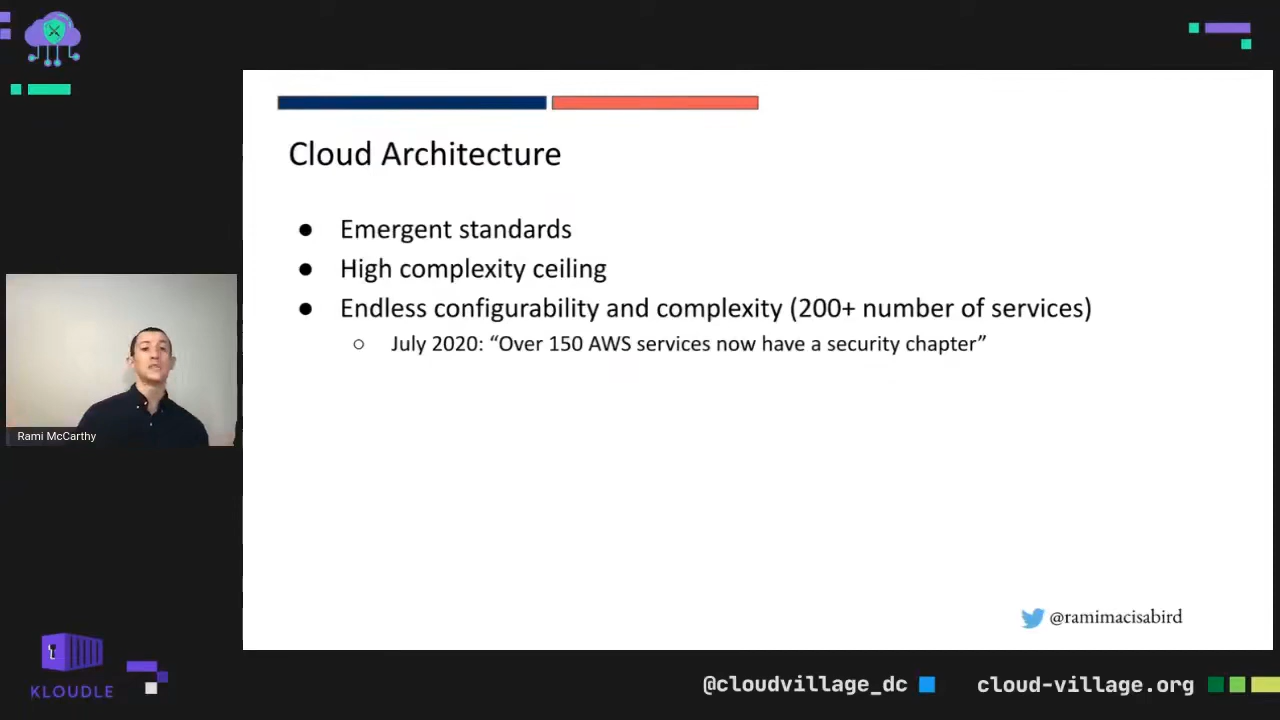 Cloud Architecture
● Emergent standards
● High complexity ceiling
● Endless configurability and complexity (200+ number of services)
○ July 2020: “Over 150 AWS services now have a security chapter”
Rami McCarthy
@ramimacisabird
KLOUDLE
@cloudvillage_dc
cloud-village.org